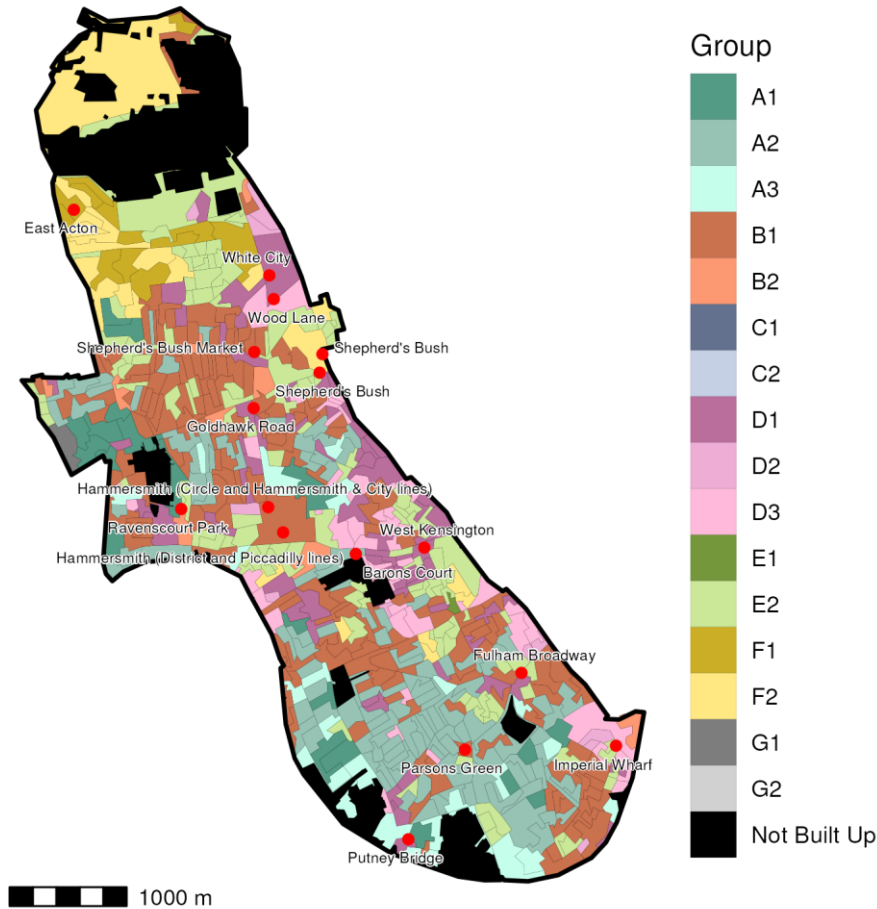 Group
A1
A2
A3
B1
B2
C1
C2
D1
D2
D3
E1
E2
F1
F2
G1
G2
Not Built Up
East Acton
White City
Wood Lane
Shepherd's Bush Market
Shepherd's Bush
Shepherd's Bush
Goldhawk Road
Hammersmith (Circle and Hammersmith & City lines)
Ravenscourt Park
West Kensington
Hammersmith (District and Piccadilly lines)
Barons Court
Fulham Broadway
Parsons Green
Imperial Wharf
Putney Bridge
1000 m